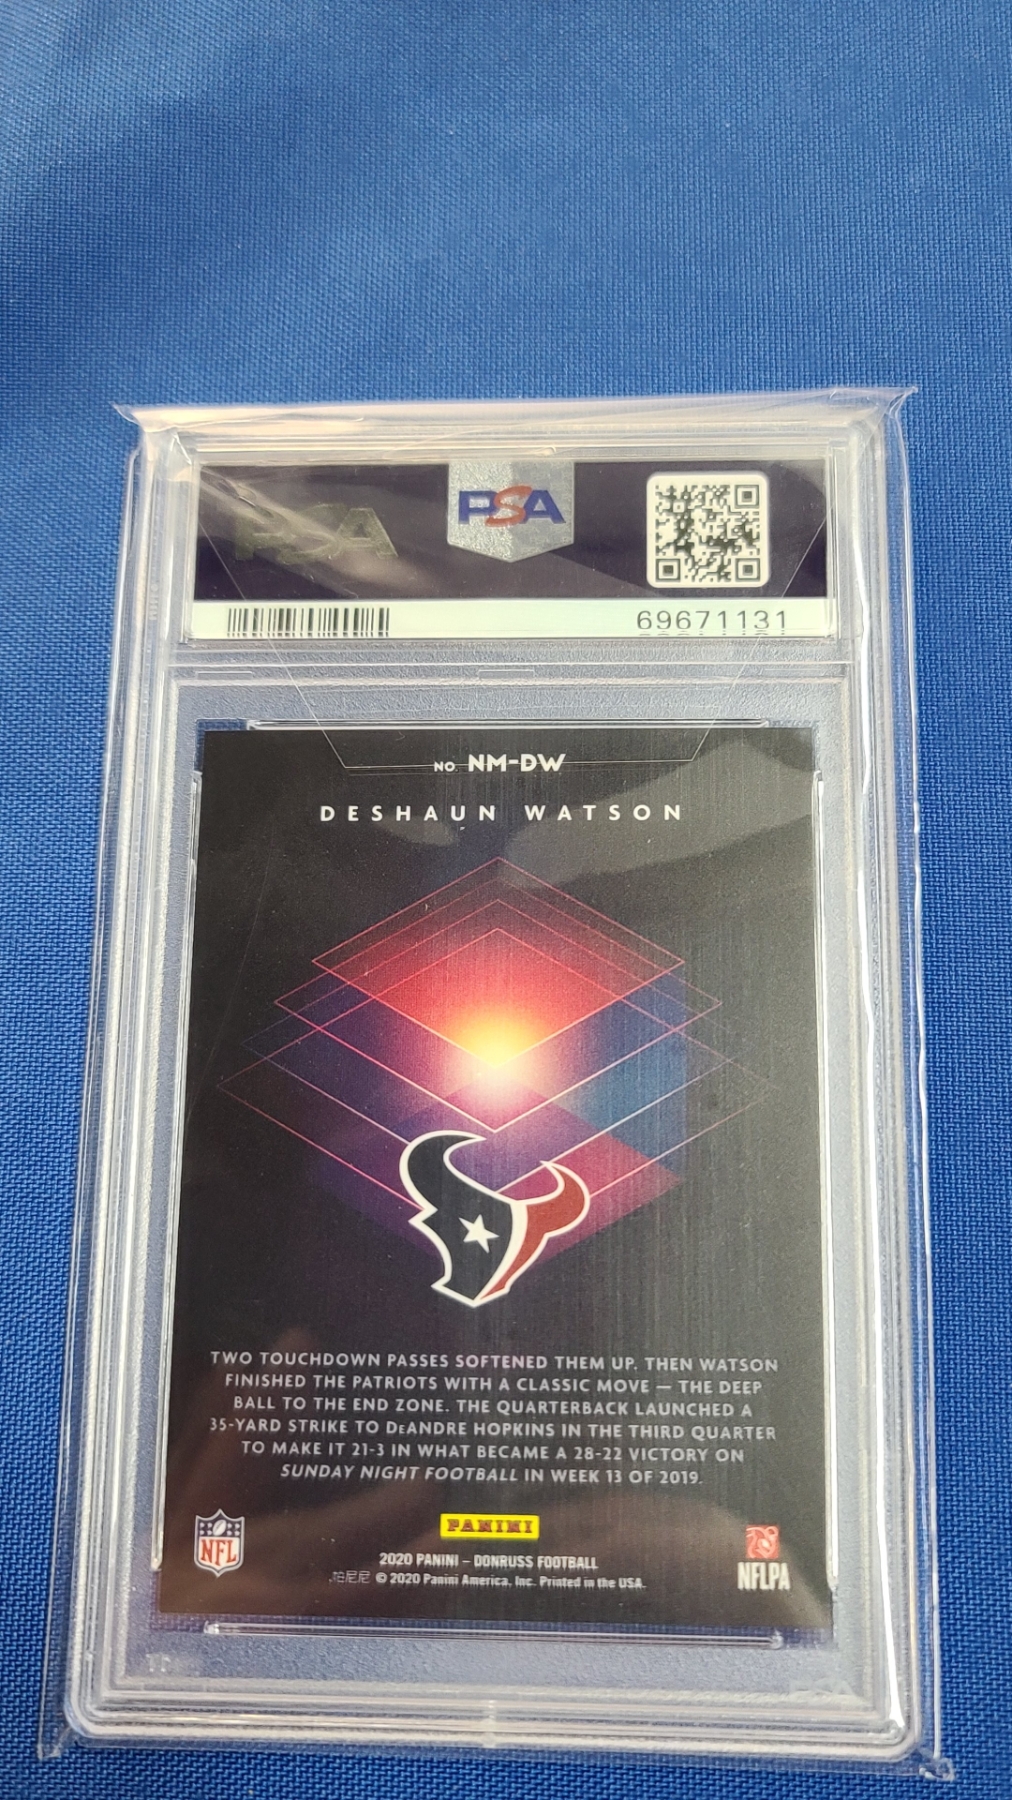 PSA
PSA
69671131
NO. NM-DW
DESHAUN WATSON
TWO TOUCHDOWN PASSES SOFTENED THEM UP. THEN WATSON
FINISHED THE PATRIOTS WITH A CLASSIC MOVE — THE DEEP
BALL TO THE END ZONE. THE QUARTERBACK LAUNCHED A
35-YARD STRIKE TO DeANDRE HOPKINS IN THE THIRD QUARTER
TO MAKE IT 21-3 IN WHAT BECAME A 28-22 VICTORY ON
SUNDAY NIGHT FOOTBALL IN WEEK 13 OF 2019.
NFL
PANINI
2020 PANINI – DONRUSS FOOTBALL
帕尼尼 © 2020 Panini America, Inc. Printed in the USA.
NFLPA